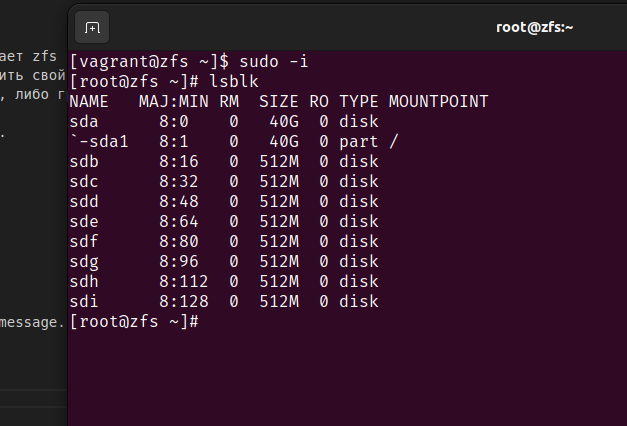 root@zfs:~
ает zfs
ить свой
, либо г
.
message.
[vagrant@zfs ~]$ sudo -i
[root@zfs ~]# lsblk
NAME   MAJ:MIN RM   SIZE RO TYPE MOUNTPOINT
sda      8:0    0    40G  0 disk
`-sda1   8:1    0    40G  0 part /
sdb      8:16   0   512M  0 disk
sdc      8:32   0   512M  0 disk
sdd      8:48   0   512M  0 disk
sde      8:64   0   512M  0 disk
sdf      8:80   0   512M  0 disk
sdg      8:96   0   512M  0 disk
sdh      8:112  0   512M  0 disk
sdi      8:128  0   512M  0 disk
[root@zfs ~]#